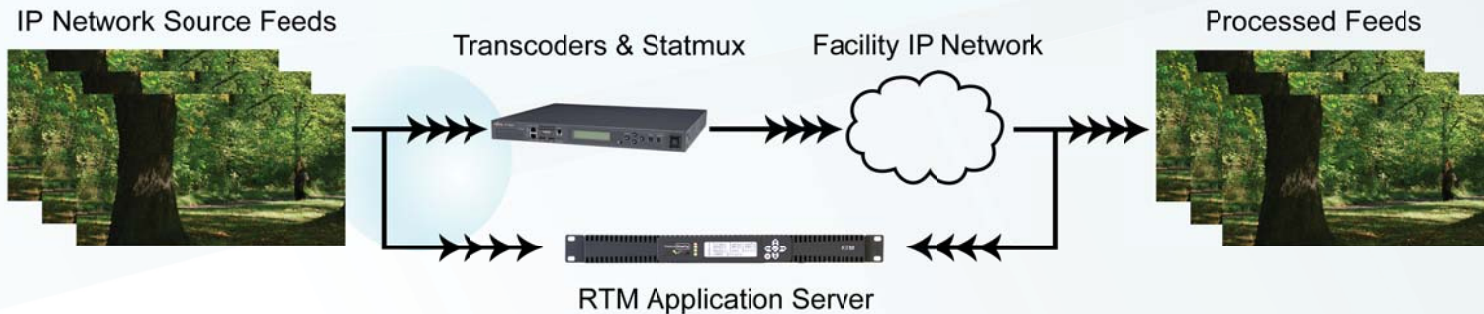 IP Network Source Feeds
Transcoders & Statmux
Facility IP Network
Processed Feeds
RTM Application Server